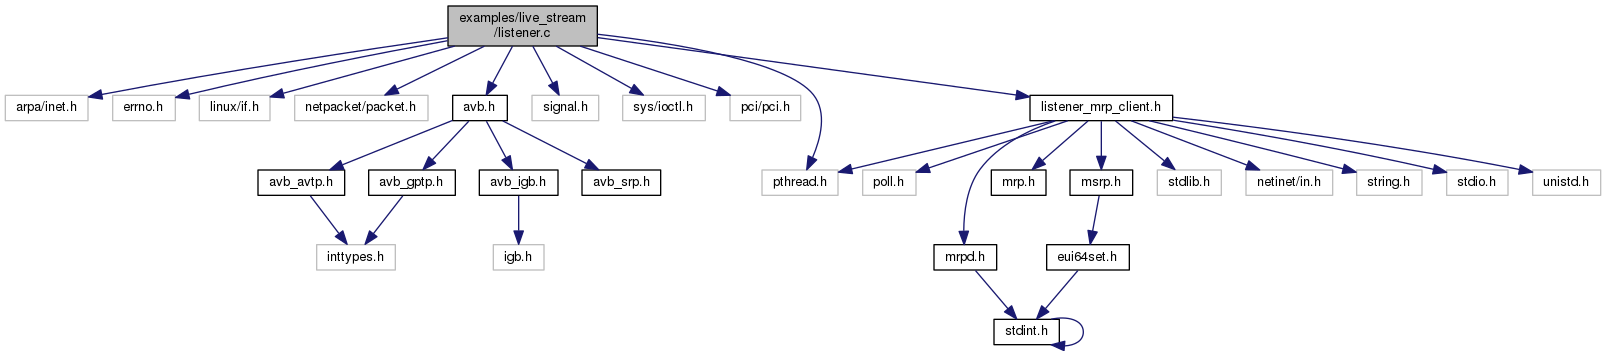 examples/live_stream
/listener.c
arpa/inet.h
errno.h
linux/if.h
netpacket/packet.h
avb.h
signal.h
sys/ioctl.h
pci/pci.h
listener_mrp_client.h
avb_avtp.h
avb_gptp.h
avb_igb.h
avb_srp.h
pthread.h
poll.h
mrp.h
msrp.h
stdlib.h
netinet/in.h
string.h
stdio.h
unistd.h
inttypes.h
igb.h
mrpd.h
eui64set.h
stdint.h